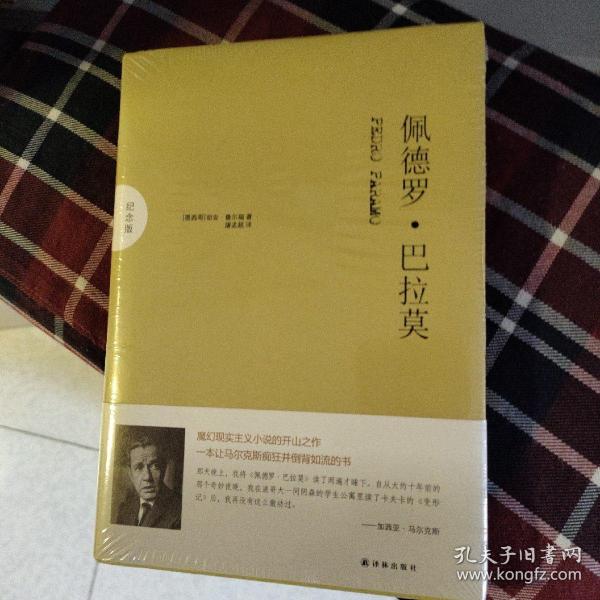 佩德罗·巴拉莫
PEDRO PARAMO
纪念版
[墨西哥]胡安·鲁尔福 著
屠孟超 译
魔幻现实主义小说的开山之作
一本让马尔克斯痴狂并倒背如流的书
那天晚上，我将《佩德罗·巴拉莫》读了两遍才睡下。自从大约十年前的
那个奇妙夜晚，我在波哥大一间阴森的学生公寓里读了卡夫卡的《变形
记》后，我再没有这么激动过。
——加西亚·马尔克斯
译林出版社
孔夫子旧书网
www.kongfz.com